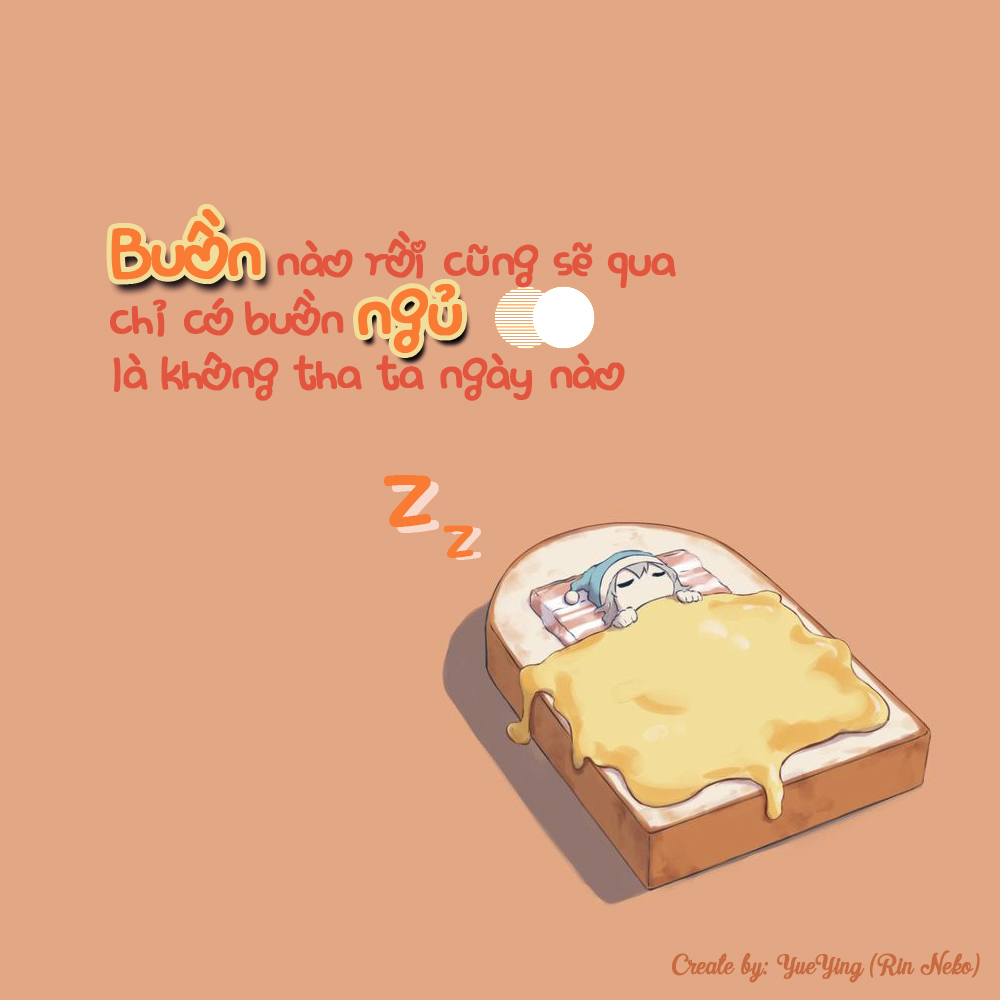 Buồn nào rồi cũng sẽ qua
chỉ có buồn ngủ
là không tha ta ngày nào
Z
z
Create by: YueYing (Rin Neko)